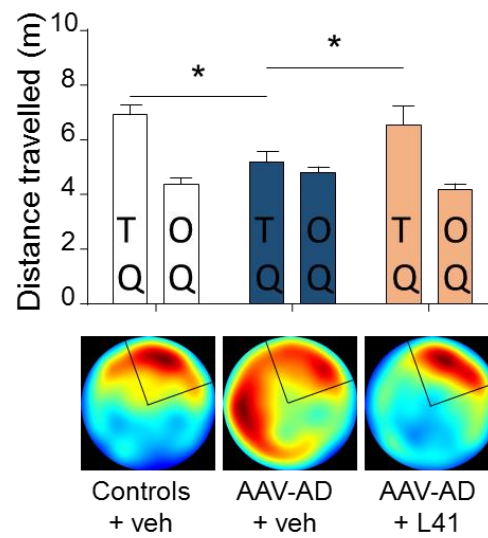 Distance travelled (m)
10
8
6
4
2
0
* *
T O T O T O
Q Q Q Q Q Q
Controls AAV-AD AAV-AD
+ veh + veh + L41